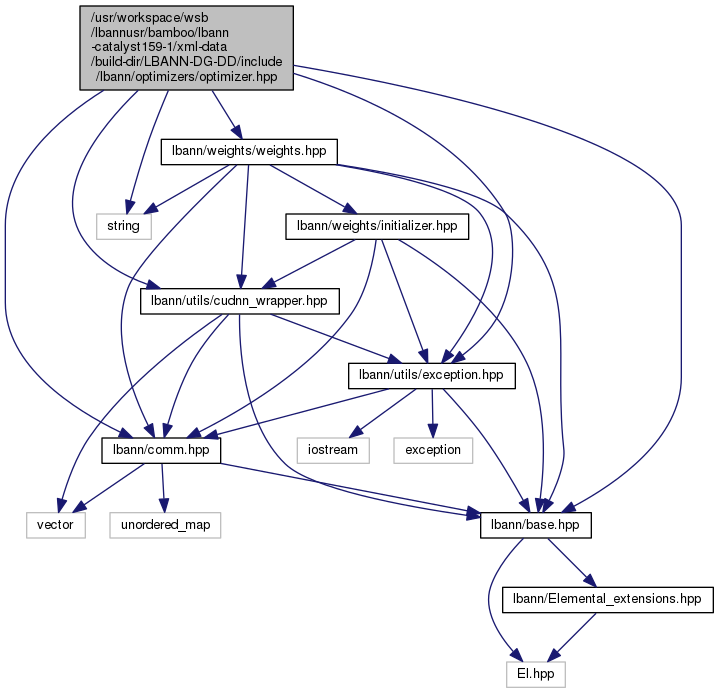 /usr/workspace/wsb
/lbannusr/bamboo/lbann
-catalyst159-1/xml-data
/build-dir/LBANN-DG-DD/include
/lbann/optimizers/optimizer.hpp
lbann/weights/weights.hpp
string
lbann/weights/initializer.hpp
lbann/utils/cudnn_wrapper.hpp
lbann/utils/exception.hpp
lbann/comm.hpp
iostream
exception
vector
unordered_map
lbann/base.hpp
lbann/Elemental_extensions.hpp
El.hpp